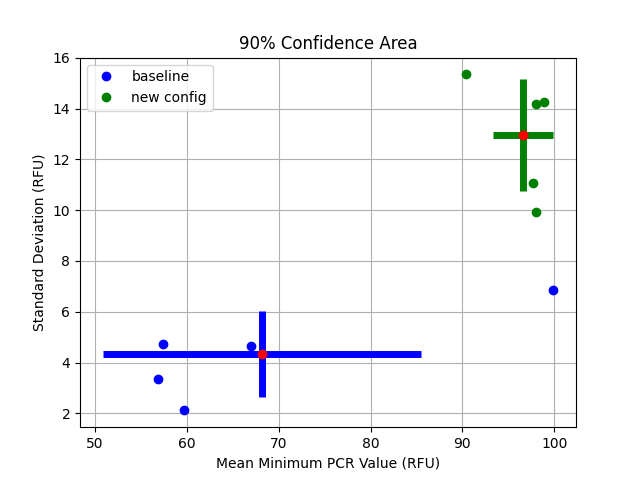 90% Confidence Area
baseline
new config
Standard Deviation (RFU)
16
14
12
10
8
6
4
2
50 60 70 80 90 100
Mean Minimum PCR Value (RFU)